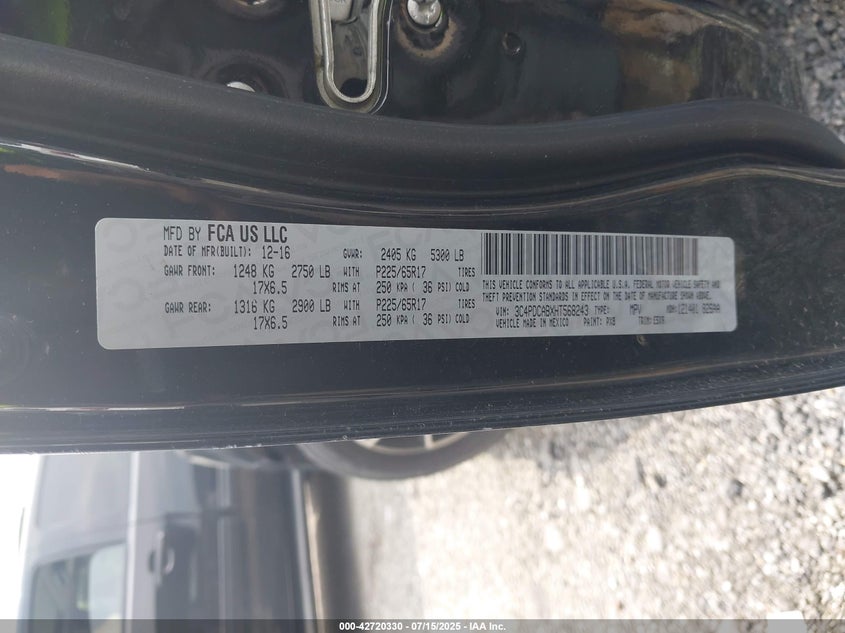 MFD BY FCA US LLC
DATE OF MFR(BUILT): 12-16 GVWR: 2405 KG 5300 LB
GAWR FRONT: 1248 KG 2750 LB WITH P225/65R17 TIRES
17X6.5 RIMS AT 250 KPA ( 36 PSI) COLD
GAWR REAR: 1316 KG 2900 LB WITH P225/65R17 TIRES
17X6.5 RIMS AT 250 KPA ( 36 PSI) COLD
THIS VEHICLE CONFORMS TO ALL APPLICABLE U.S.A. FEDERAL MOTOR VEHICLE SAFETY AND
THEFT PREVENTION STANDARDS IN EFFECT ON THE DATE OF MANUFACTURE SHOWN ABOVE.
VIN: 3C4PDCABXHT568243 TYPE: MPV MDH:
VEHICLE MADE IN MEXICO PAINT: PX8 TRIM:
000-42720330 - 07/15/2025 - IAA Inc.